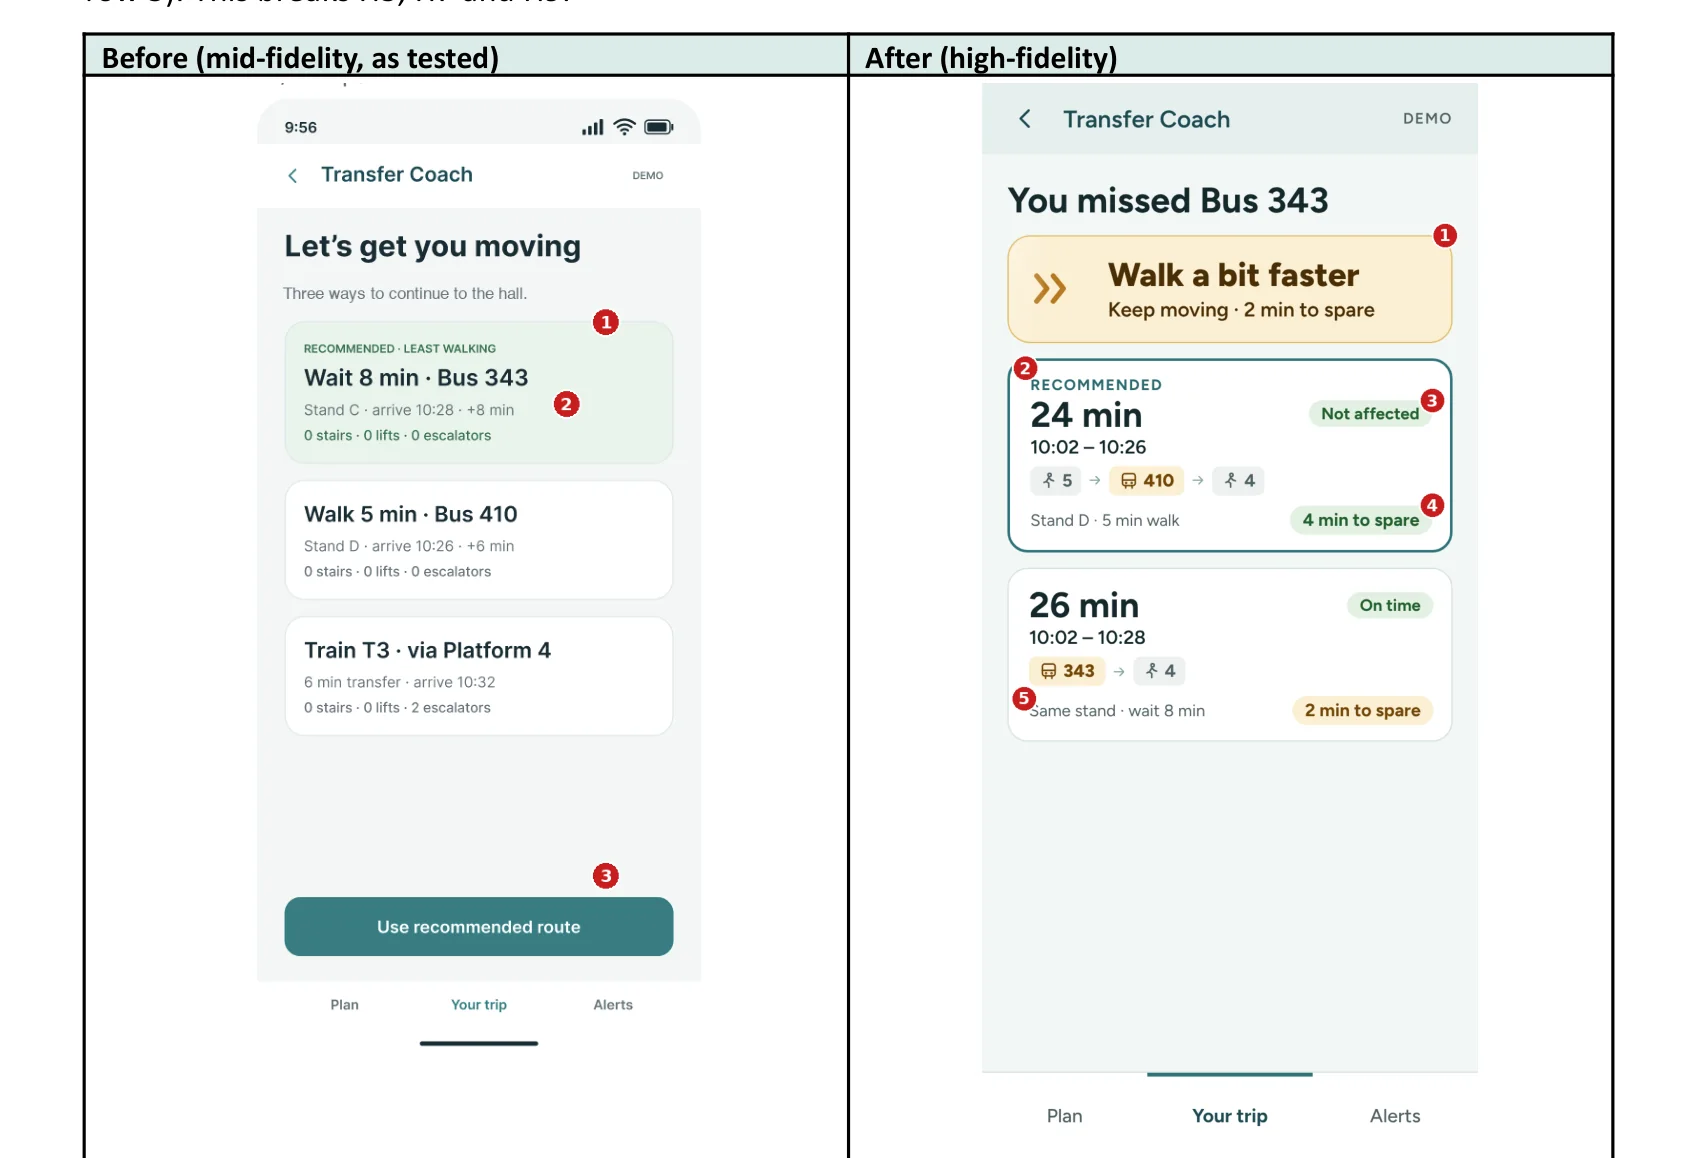 Before (mid-fidelity, as tested)
9:56
Transfer Coach
DEMO
Let's get you moving
Three ways to continue to the hall.
1
RECOMMENDED · LEAST WALKING
Wait 8 min · Bus 343
2
Stand C · arrive 10:28 · +8 min
0 stairs · 0 lifts · 0 escalators
Walk 5 min · Bus 410
Stand D · arrive 10:26 · +6 min
0 stairs · 0 lifts · 0 escalators
Train T3 · via Platform 4
6 min transfer · arrive 10:32
0 stairs · 0 lifts · 2 escalators
3
Use recommended route
Plan
Your trip
Alerts
After (high-fidelity)
Transfer Coach
DEMO
You missed Bus 343
1
Walk a bit faster
Keep moving · 2 min to spare
2
RECOMMENDED
24 min
Not affected
3
10:02 – 10:26
5 → 410 → 4
Stand D · 5 min walk
4 min to spare
4
26 min
On time
10:02 – 10:28
343 → 4
5
Same stand · wait 8 min
2 min to spare
Plan
Your trip
Alerts